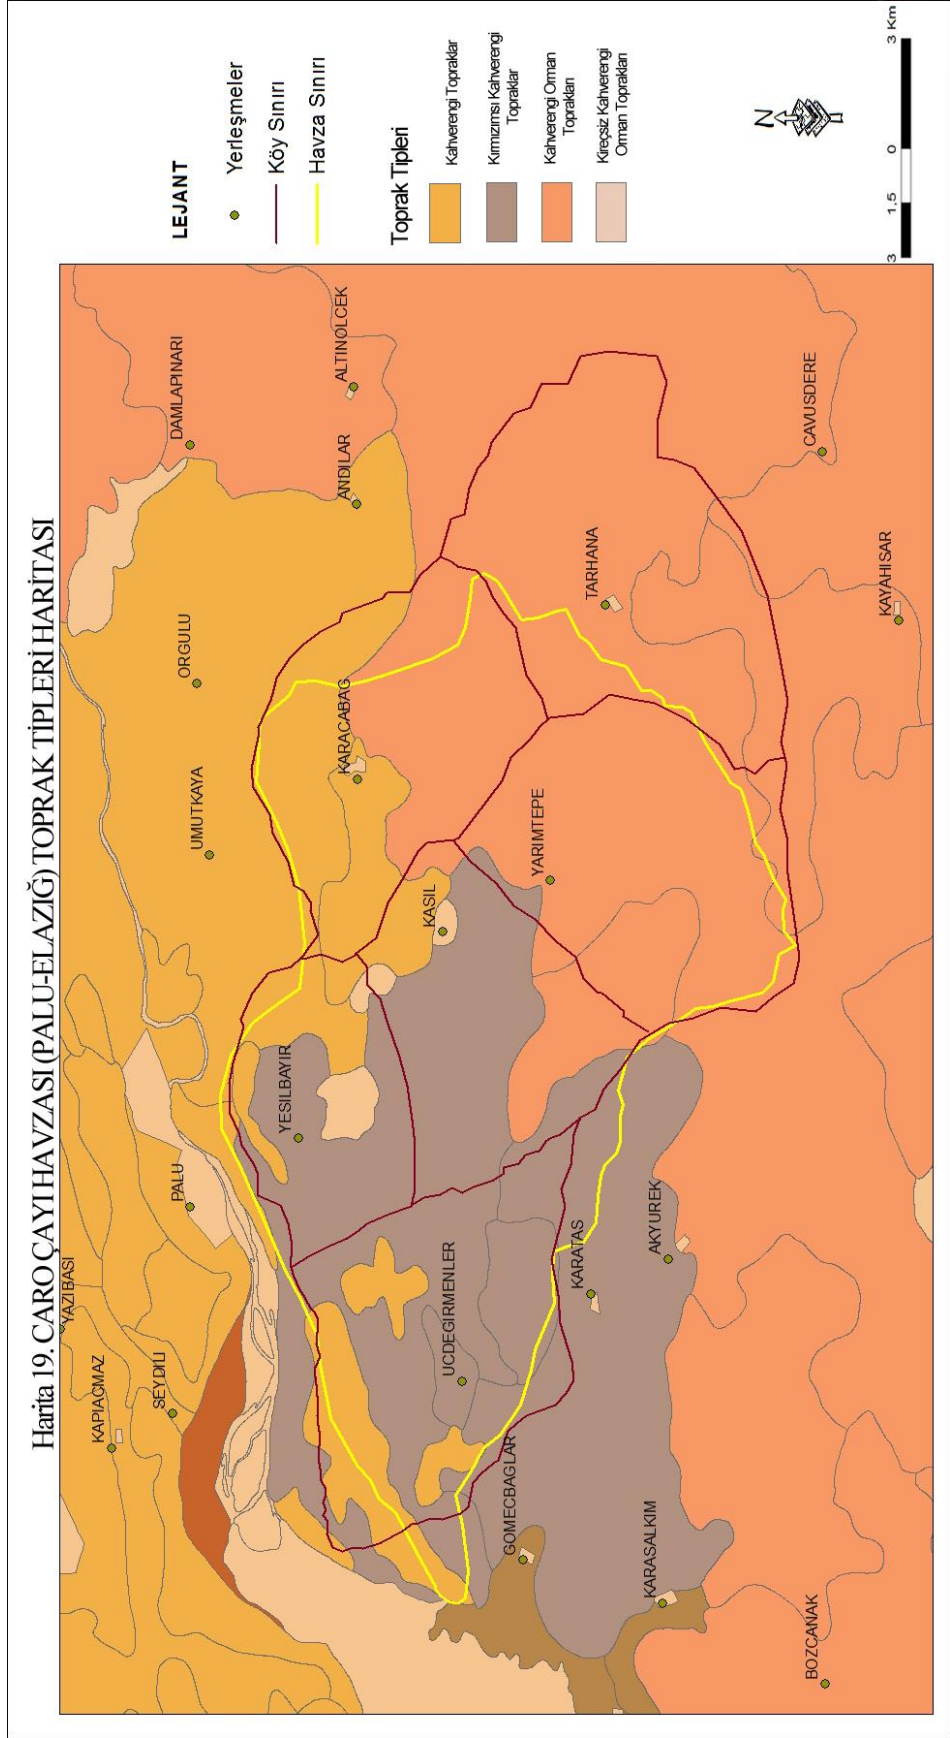 Harita 19. CARO ÇAYI HAVZASI (PALU-ELAZIĞ) TOPRAK TİPLERİ HARİTASI
YAZIBASI
KAPIACMAZ
SEYDILI
PALU
UMUTKAYA
ORGULU
DAMLAPINARI
ALTINOLCEK
ANDILAR
YESILBAYIR
KARACABAG
KASIL
UCDEGIRMENLER
GOMECBAGLAR
YARIMTEPE
TARHANA
KARATAS
AKYUREK
KARASALKIM
BOZCANAK
KAYAHISAR
CAVUSDERE
LEJANT
Yerleşmeler
Köy Sınırı
Havza Sınırı
Toprak Tipleri
Kahverengi Topraklar
Kırmızımsı Kahverengi
Topraklar
Kahverengi Orman
Toprakları
Kireçsiz Kahverengi
Orman Toprakları
N
3 1.5 0 3 Km